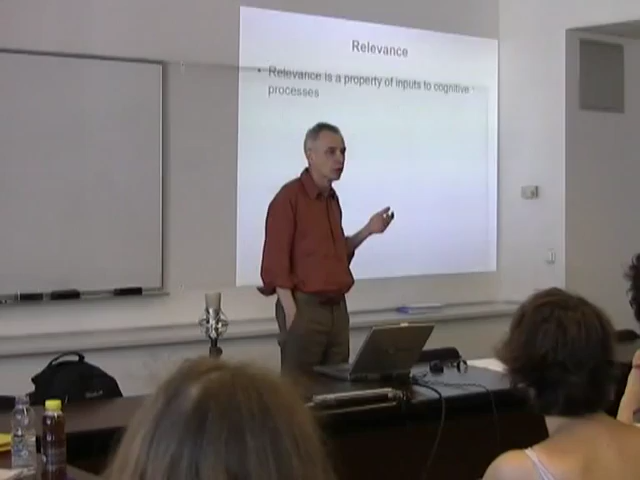 Relevance
• Relevance is a property of inputs to cognitive
processes